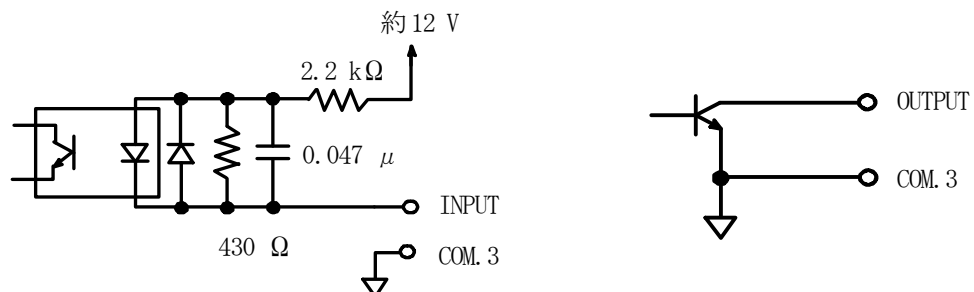 約12 V
2.2 kΩ
0.047 μ
INPUT
430 Ω
COM.3
OUTPUT
COM.3